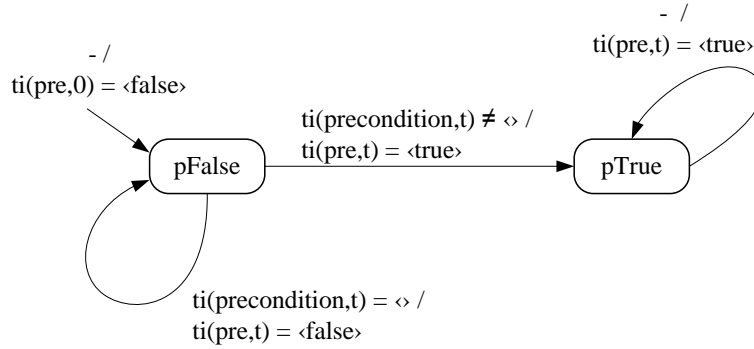 - /
ti(pre,0) = ‹false›
- /
ti(pre,t) = ‹true›
ti(precondition,t) ≠ ‹› /
ti(pre,t) = ‹true›
pFalse
pTrue
ti(precondition,t) = ‹› /
ti(pre,t) = ‹false›